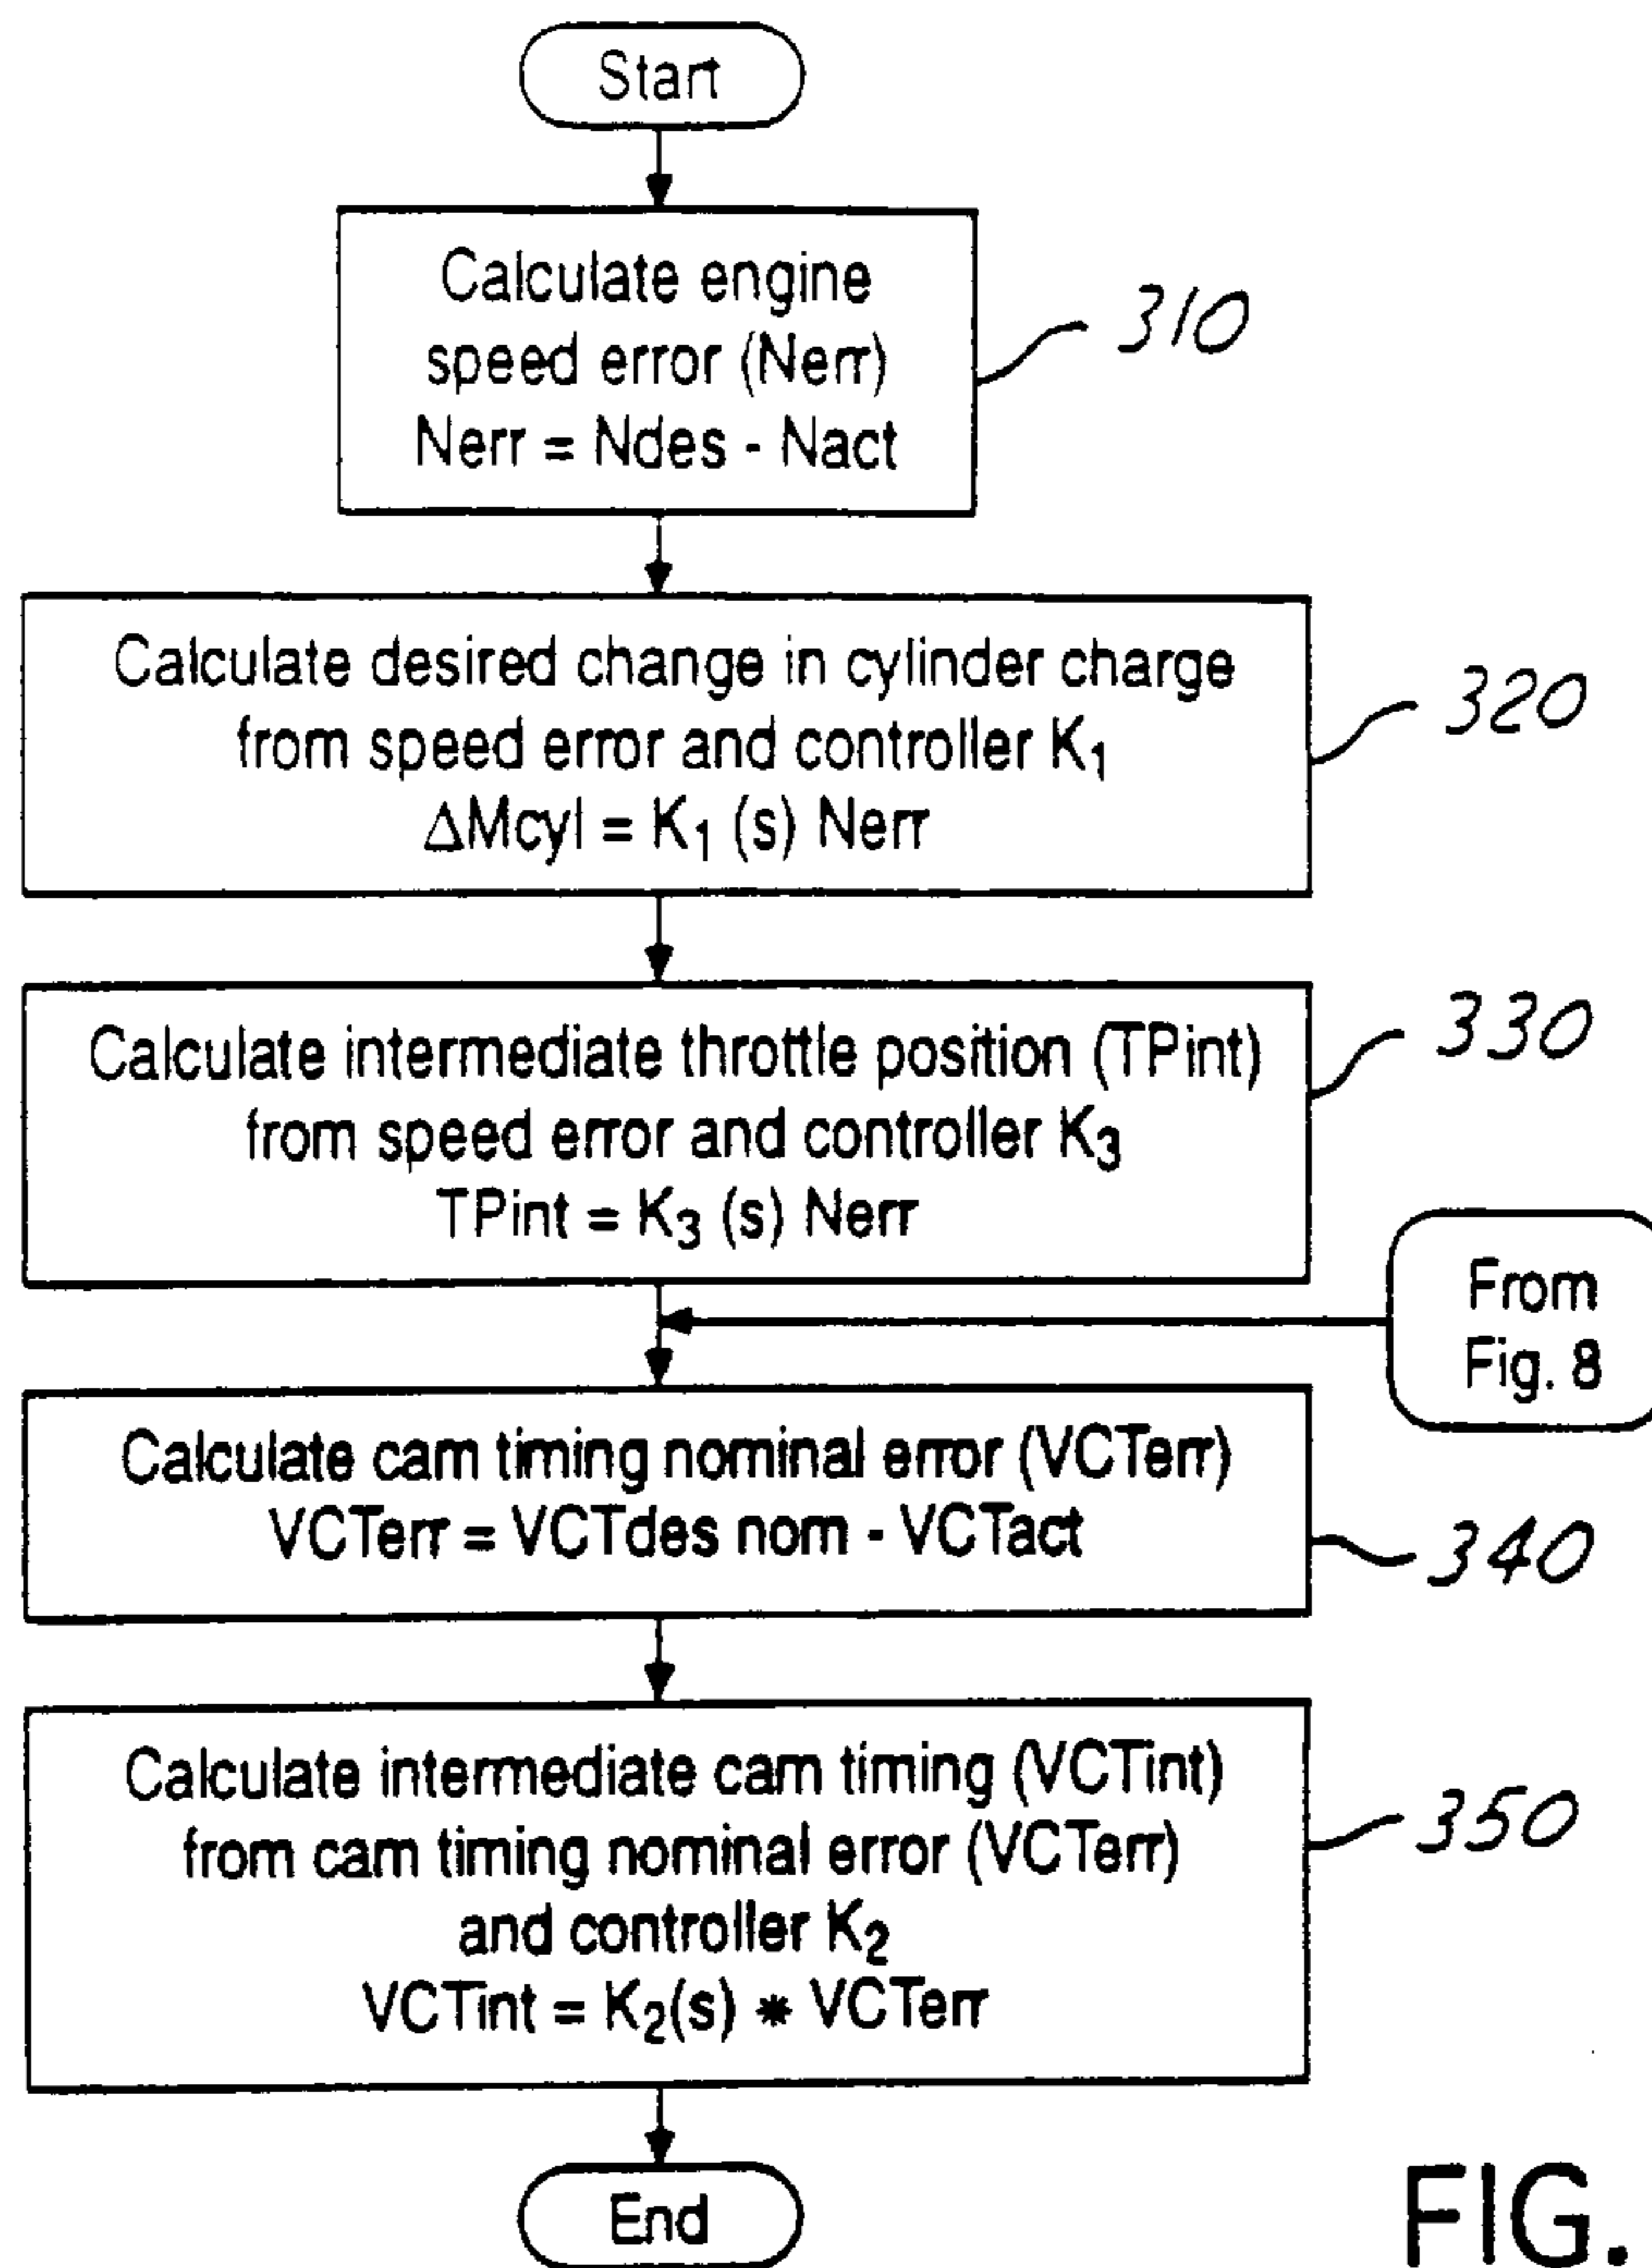 Start
Calculate engine
speed error (Nerr)
Nerr = Ndes - Nact
310
Calculate desired change in cylinder charge
from speed error and controller K₁
ΔMcyl = K₁ (s) Nerr
320
Calculate intermediate throttle position (TPint)
from speed error and controller K₃
TPint = K₃ (s) Nerr
330
From
Fig. 8
Calculate cam timing nominal error (VCTerr)
VCTerr = VCTdes nom - VCTact
340
Calculate intermediate cam timing (VCTint)
from cam timing nominal error (VCTerr)
and controller K₂
VCTint = K₂(s) * VCTerr
350
End
FIG.